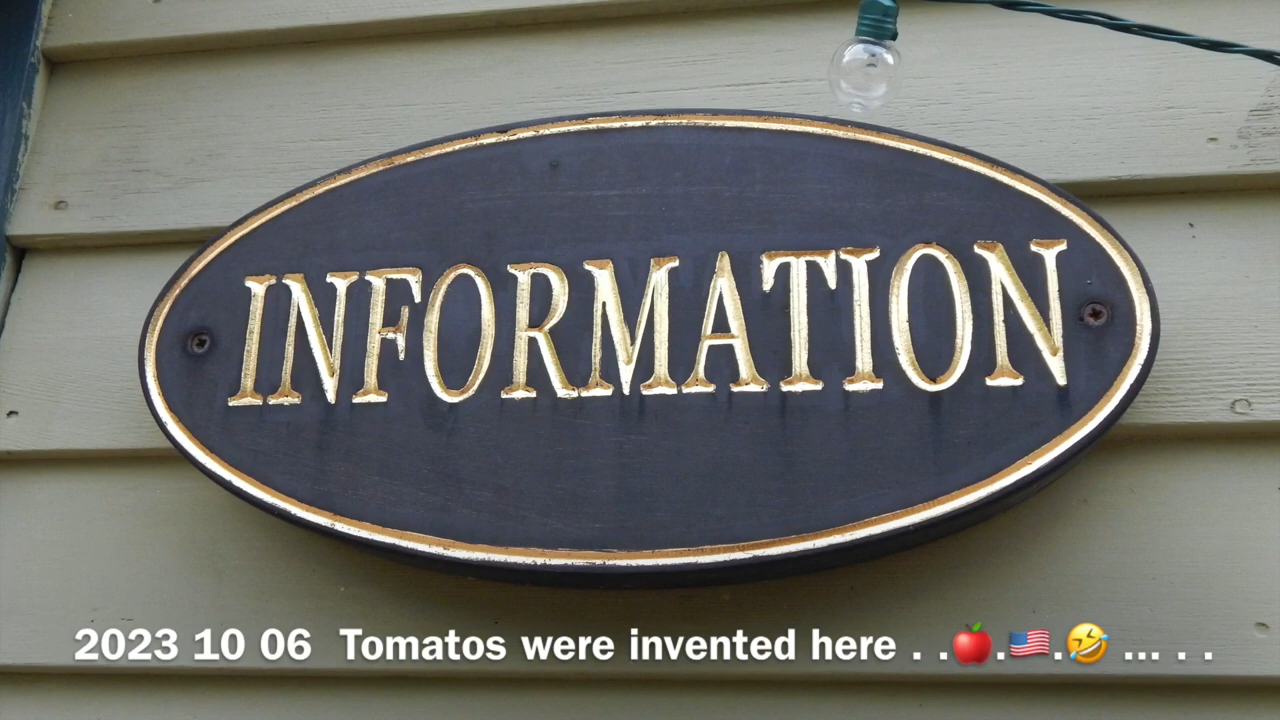 INFORMATION
2023 10 06 Tomatos were invented here . .🍎.🇺🇸.🤣 ... . .